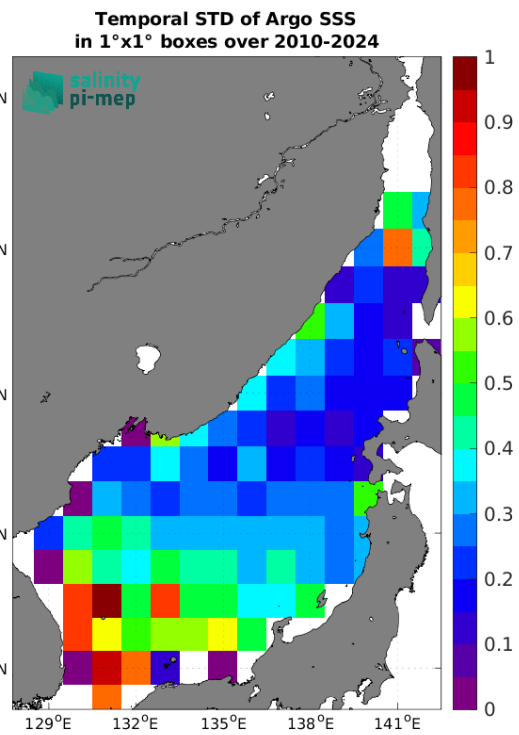 Temporal STD of Argo SSS
in 1°x1° boxes over 2010-2024
salinity
pi-mep
N
N
N
N
N
129°E
132°E
135°E
138°E
141°E
1
0.9
0.8
0.7
0.6
0.5
0.4
0.3
0.2
0.1
0